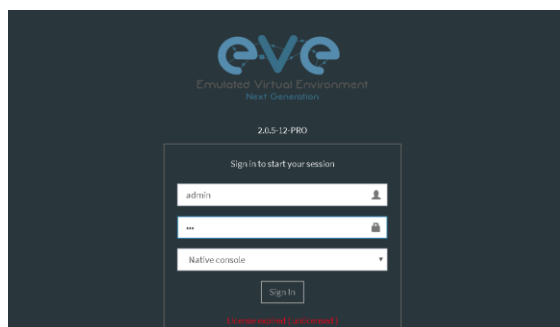 eve
Emulated Virtual Environment
Next Generation
2.0.5-12-PRO
Sign in to start your session
admin
•••
Native console
Sign In